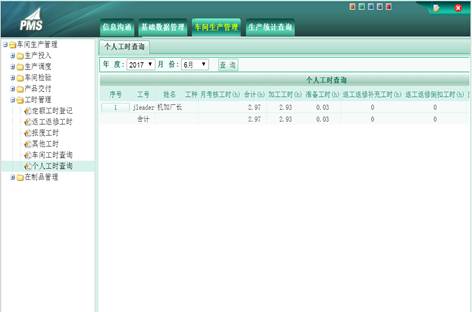 PMS
信息沟通 基础数据管理 车间生产管理 生产统计查询
车间生产管理
生产投入
生产调度
车间检验
产品交付
工时管理
定额工时登记
返工返修工时
报废工时
其他工时
车间工时查询
个人工时查询
在制品管理
个人工时查询
年 度: 2017 月 份: 6月 查 询
个人工时查询
序号 工号 姓名 工种 月考核工时(h) 合计(h) 加工工时(h) 准备工时(h) 返工返修补充工时(h) 返工返修倒扣工时(h)
1 jleader 机加厂长 2.97 2.93 0.03 0 0
合计 2.97 2.93 0.03 0 0